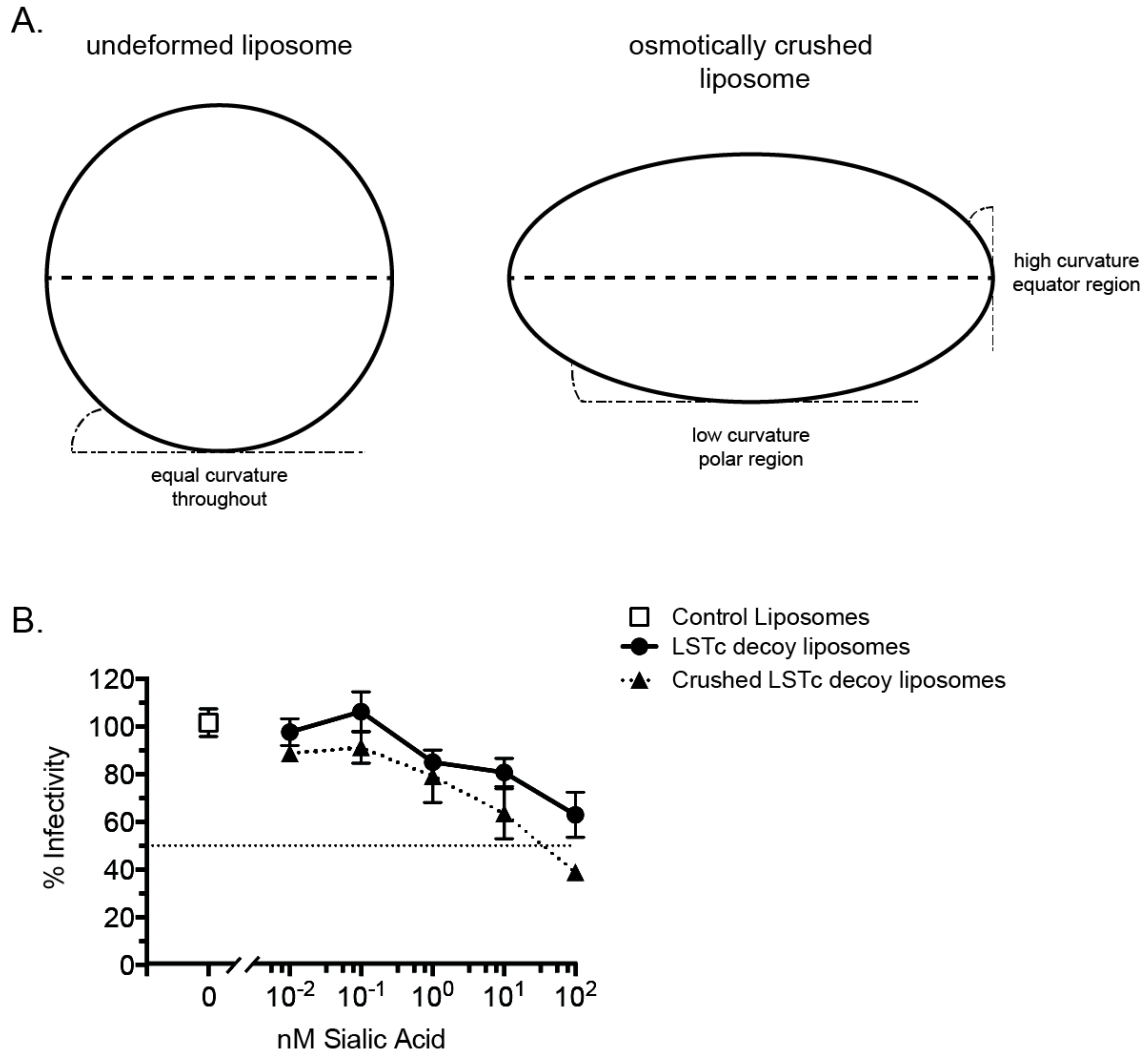 A.
undeformed liposome
osmotically crushed
liposome
equal curvature
throughout
high curvature
equator region
low curvature
polar region
B.
Control Liposomes
LSTc decoy liposomes
Crushed LSTc decoy liposomes
% Infectivity
120
100
80
60
40
20
0
0
10⁻²
10⁻¹
10⁰
10¹
10²
nM Sialic Acid